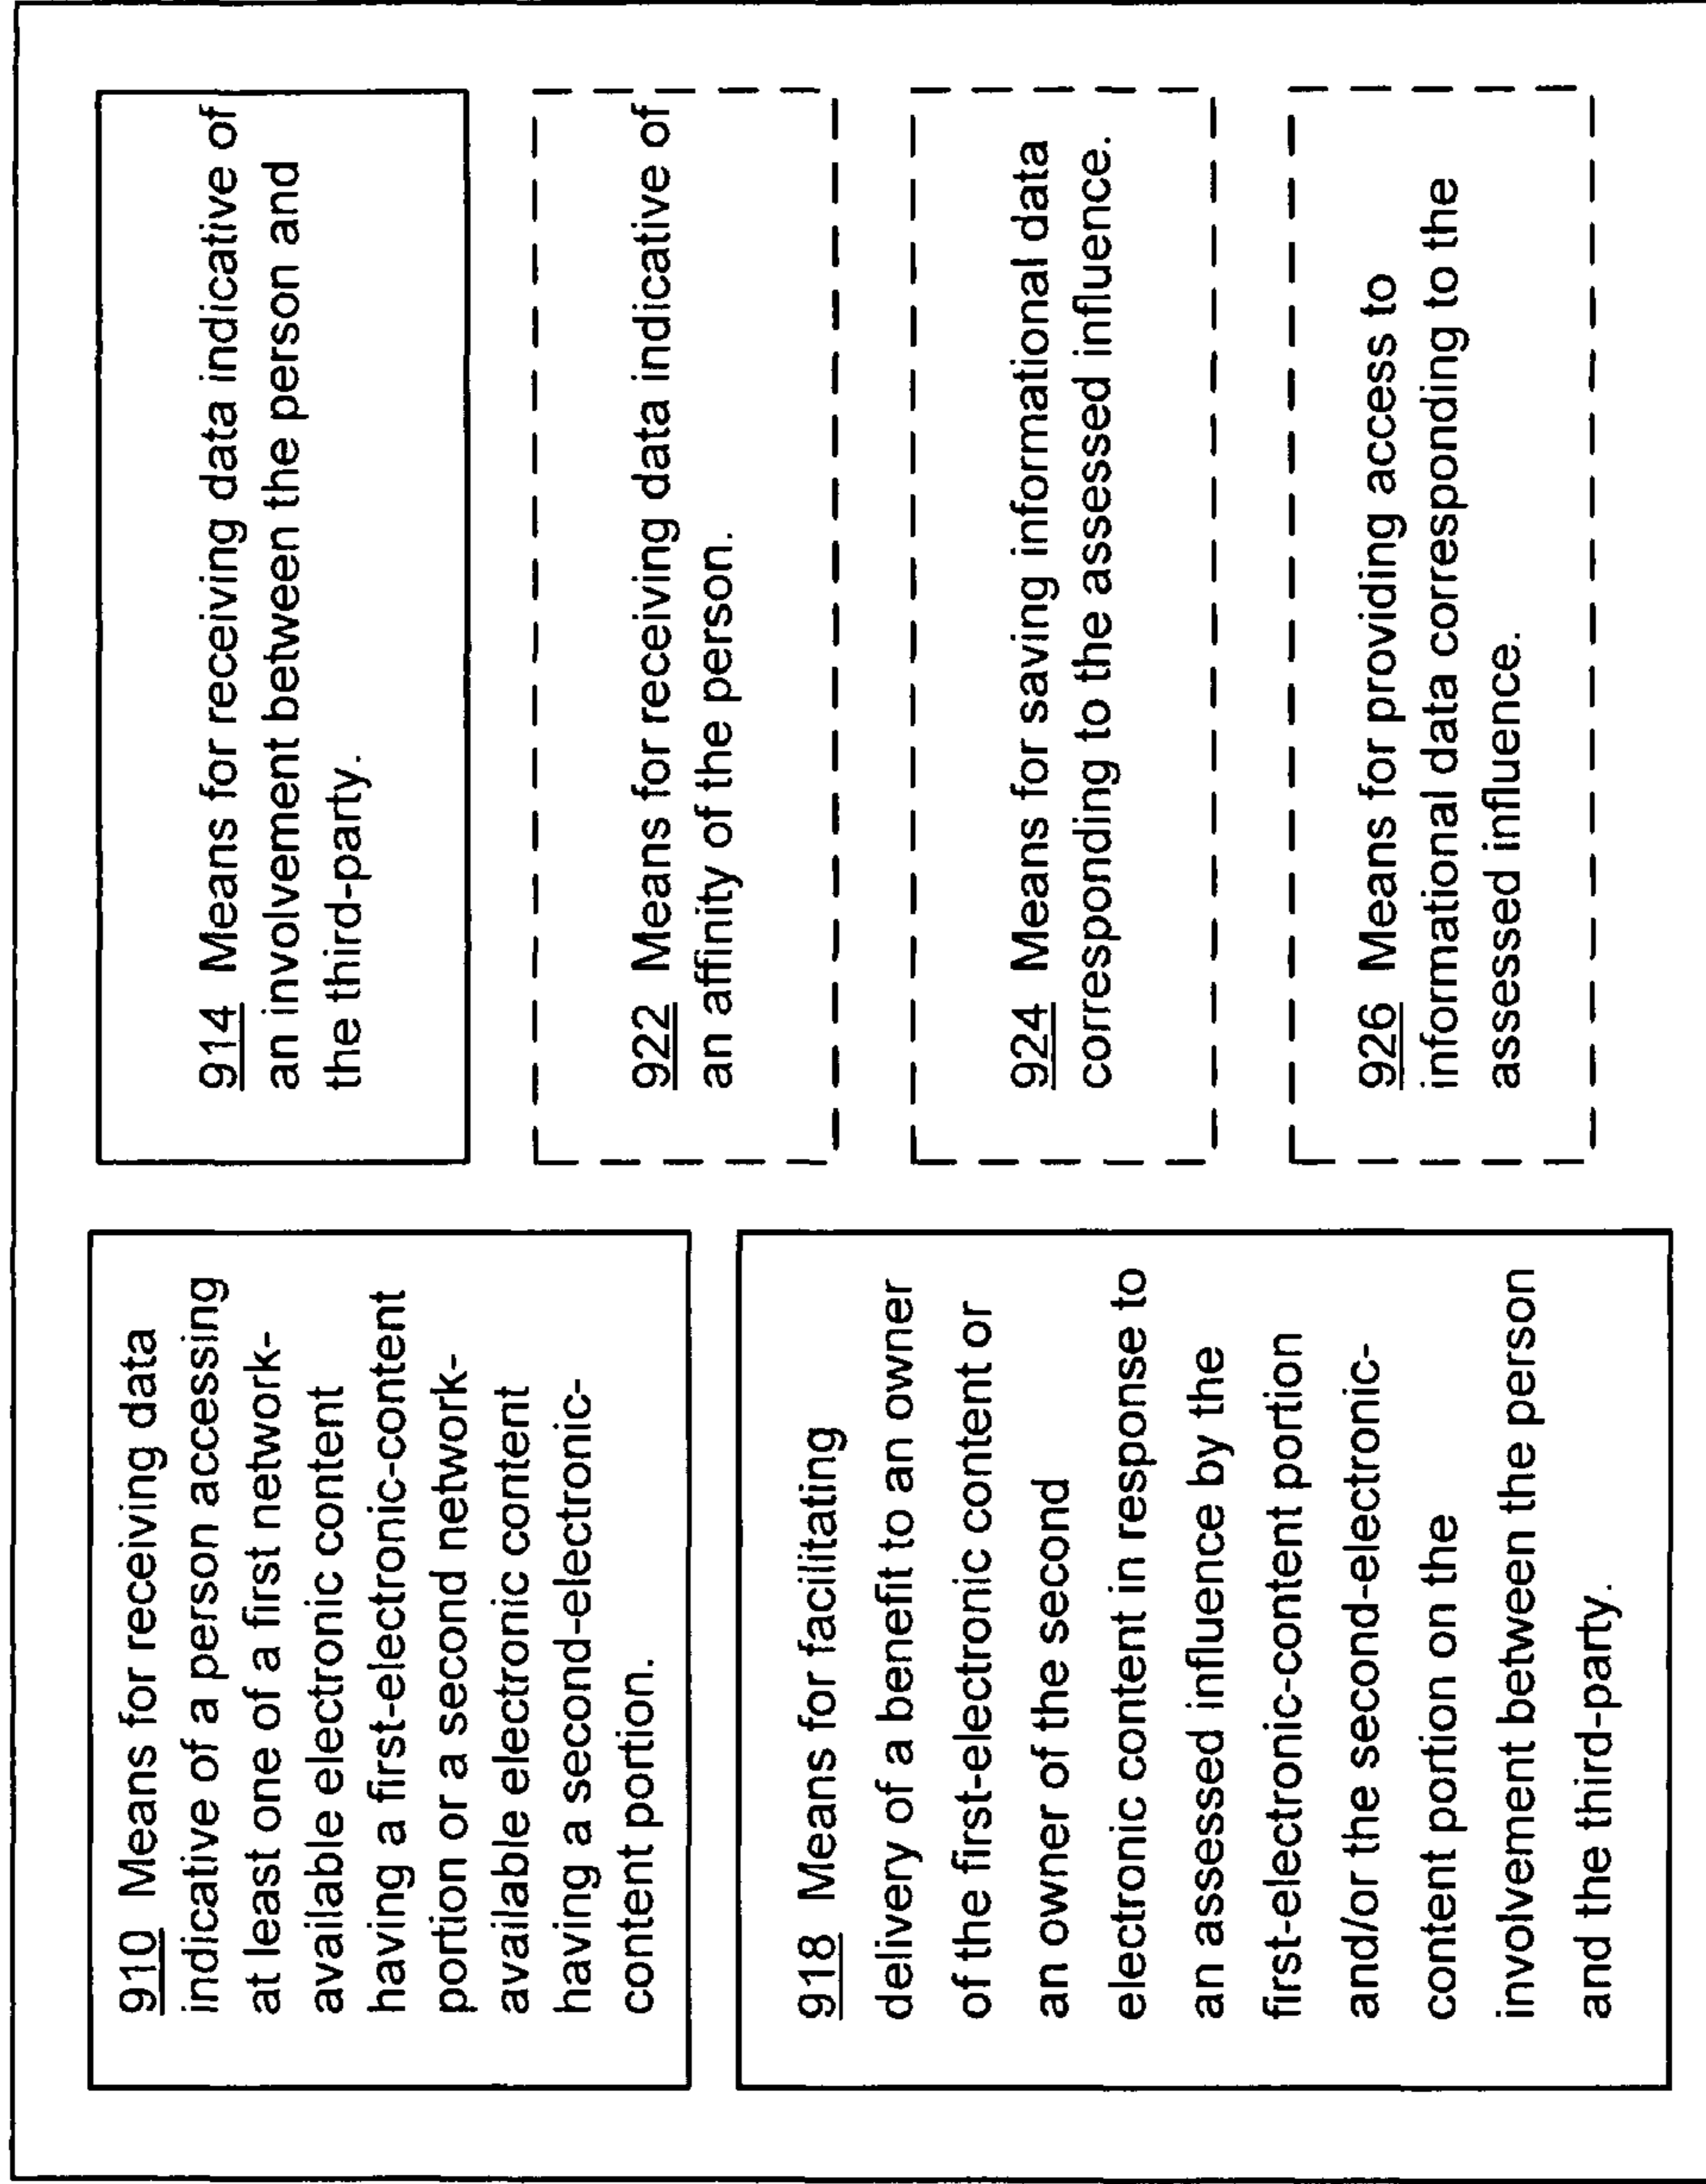 910 Means for receiving data
indicative of a person accessing
at least one of a first network-
available electronic content
having a first-electronic-content
portion or a second network-
available electronic content
having a second-electronic-
content portion.
914 Means for receiving data indicative of
an involvement between the person and
the third-party.
918 Means for facilitating
delivery of a benefit to an owner
of the first-electronic content or
an owner of the second
electronic content in response to
an assessed influence by the
first-electronic-content portion
and/or the second-electronic-
content portion on the
involvement between the person
and the third-party.
922 Means for receiving data indicative of
an affinity of the person.
924 Means for saving informational data
corresponding to the assessed influence.
926 Means for providing access to
informational data corresponding to the
assessed influence.